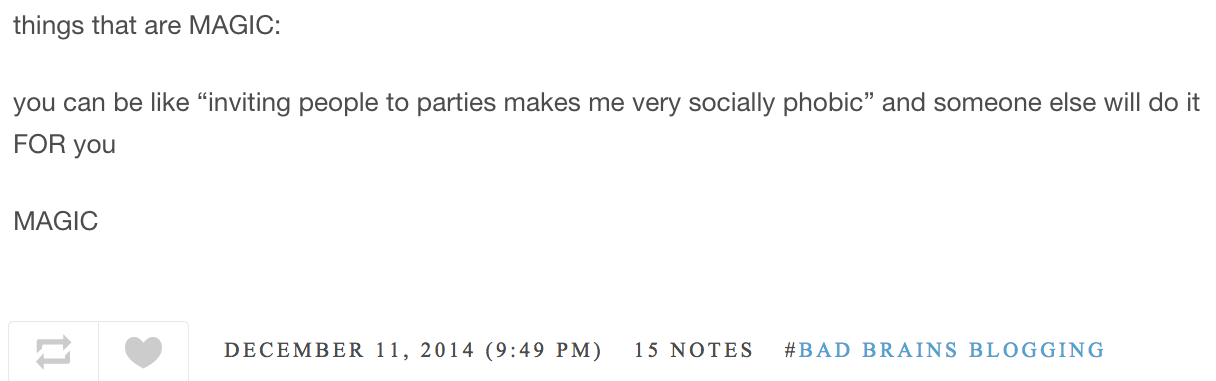 things that are MAGIC:
you can be like “inviting people to parties makes me very socially phobic” and someone else will do it
FOR you
MAGIC
DECEMBER 11, 2014 (9:49 PM) 15 NOTES #BAD BRAINS BLOGGING